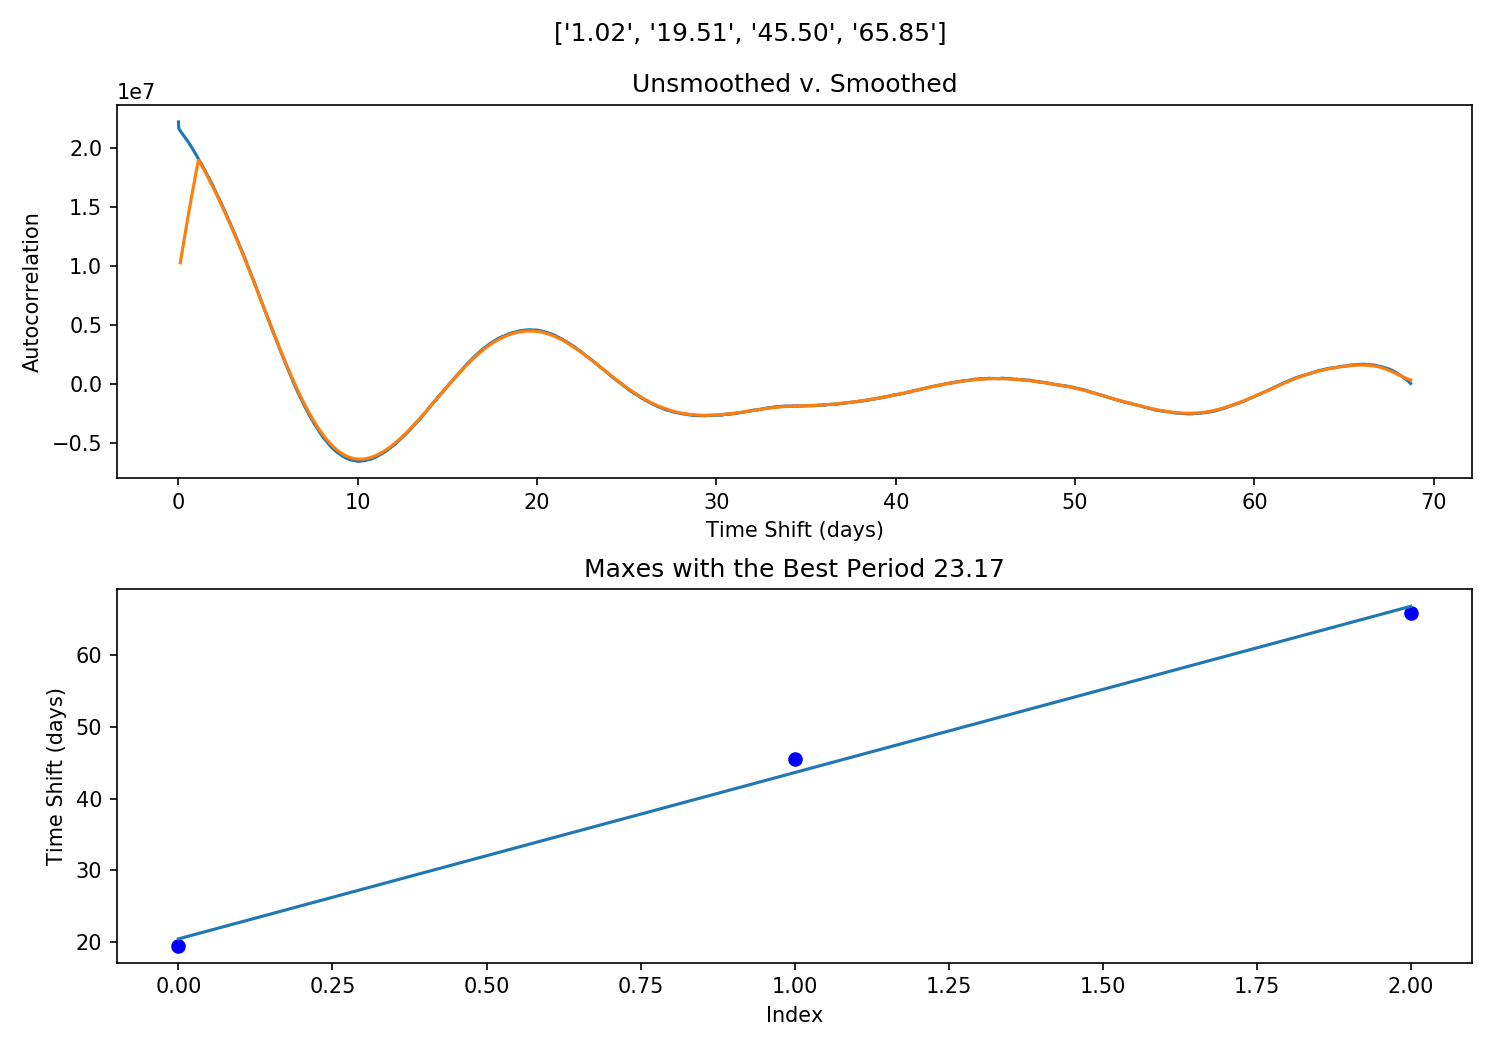 ['1.02', '19.51', '45.50', '65.85']
Unsmoothed v. Smoothed
1e7
2.0
1.5
1.0
0.5
0.0
−0.5
Autocorrelation
0 10 20 30 40 50 60 70
Time Shift (days)
Maxes with the Best Period 23.17
60
50
40
30
20
Time Shift (days)
0.00 0.25 0.50 0.75 1.00 1.25 1.50 1.75 2.00
Index